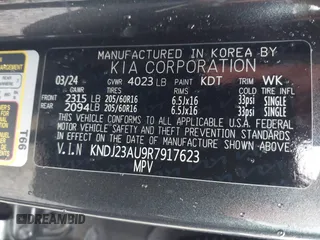 MANUFACTURED IN KOREA BY
KIA CORPORATION
03/24 GVWR 4023 LB PAINT KDT TRIM WK
GAWR TIRE SIZE RIMS COLD TIRE INFL
FRONT 2315 LB 205/60R16 6.5Jx16 33psi SINGLE
REAR 2094 LB 205/60R16 6.5Jx16 33psi SINGLE
THIS VEHICLE CONFORMS TO ALL APPLICABLE
FEDERAL MOTOR VEHICLE SAFETY, BUMPER,
AND THEFT PREVENTION STANDARDS IN EFFECT
ON THE DATE OF MANUFACTURE SHOWN ABOVE
V.I.N KNDJ23AU9R7917623
MPV
T66
DREAMBID